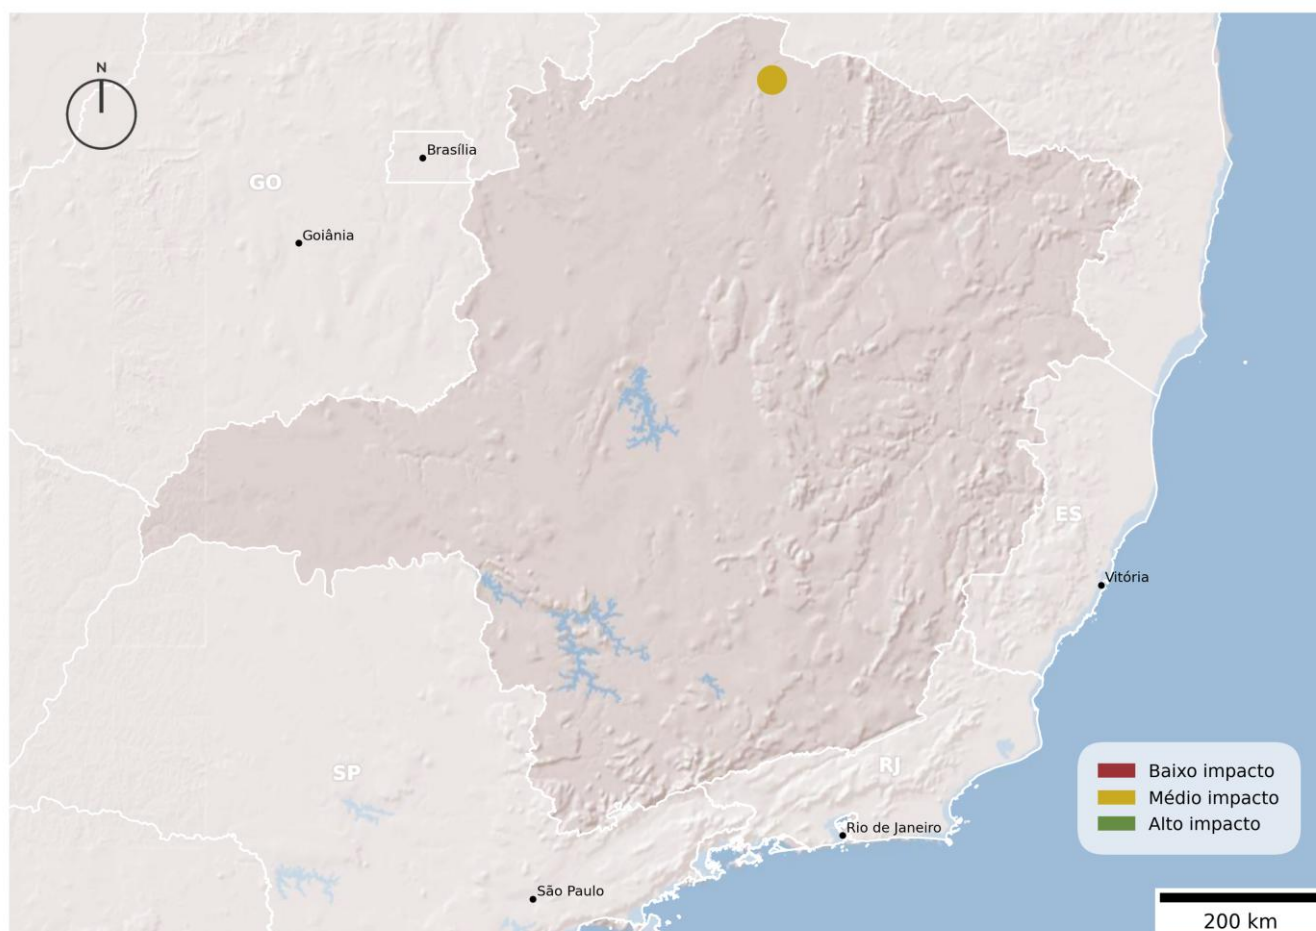 N
Brasília
GO
Goiânia
ES
Vitória
SP
RJ
Rio de Janeiro
São Paulo
Baixo impacto
Médio impacto
Alto impacto
200 km